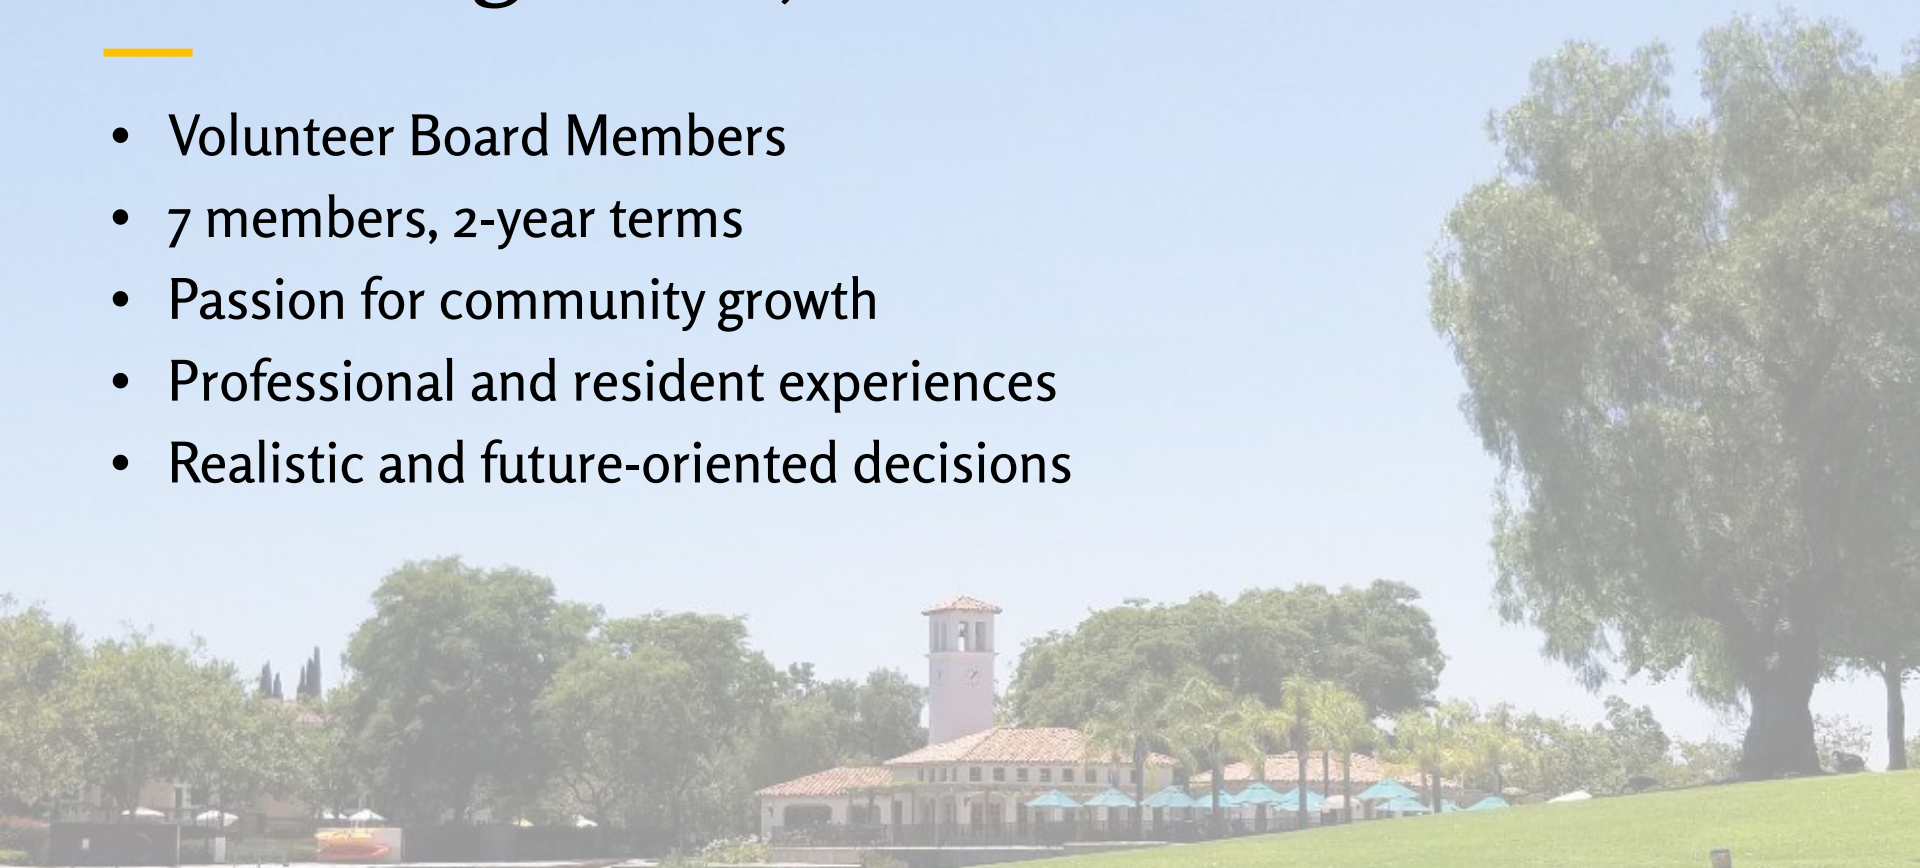 • Volunteer Board Members
• 7 members, 2-year terms
• Passion for community growth
• Professional and resident experiences
• Realistic and future-oriented decisions